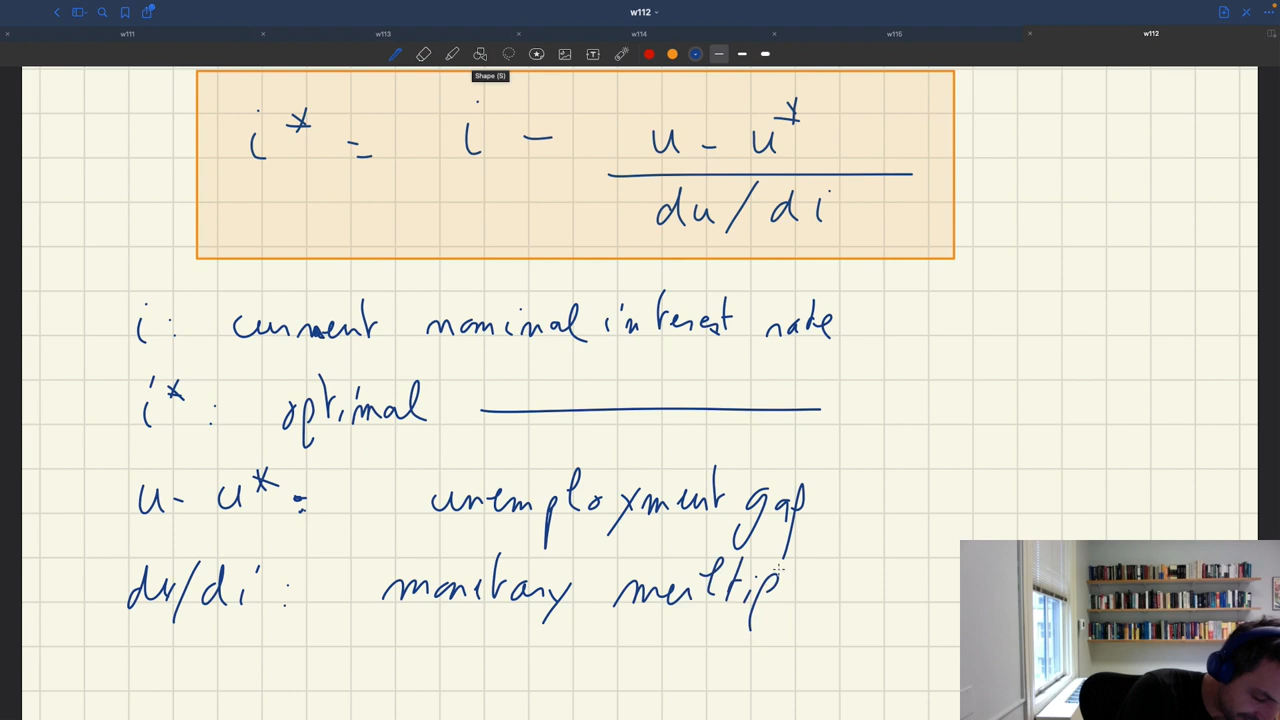 w112
w111
w113
w114
w115
w112
Shape (S)
i* = i - u - u* / du/di
i: current nominal interest rate
i*: optimal ———
u - u*: unemployment gap
du/di: monetary multip